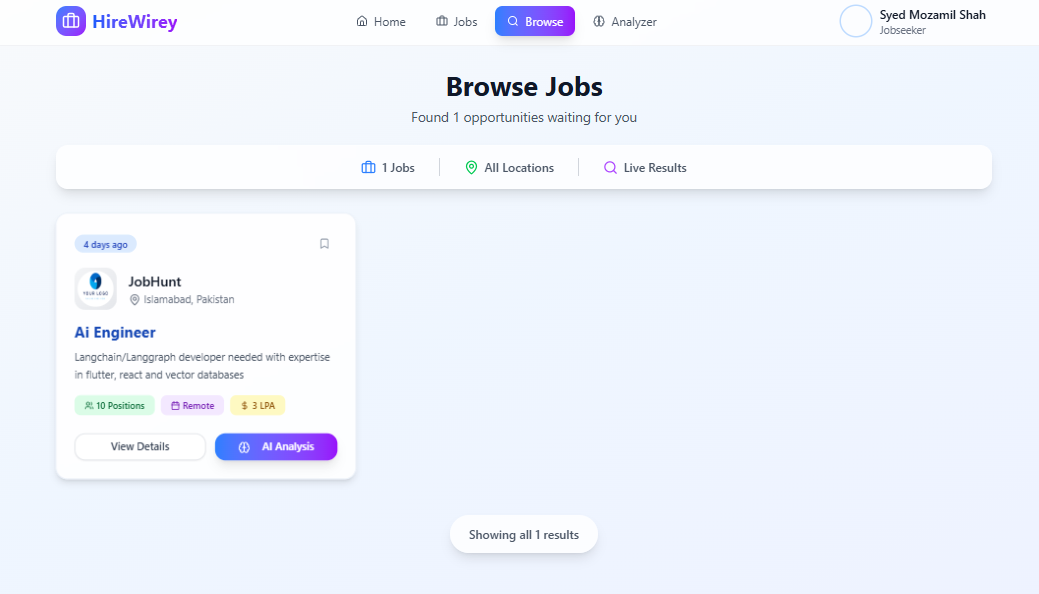 HireWirey
Home
Jobs
Browse
Analyzer
Syed Mozamil Shah
Jobseeker
Browse Jobs
Found 1 opportunities waiting for you
1 Jobs
All Locations
Live Results
4 days ago
YOUR LOGO
JobHunt
Islamabad, Pakistan
Ai Engineer
Langchain/Langgraph developer needed with expertise
in flutter, react and vector databases
10 Positions
Remote
$ 3 LPA
View Details
AI Analysis
Showing all 1 results